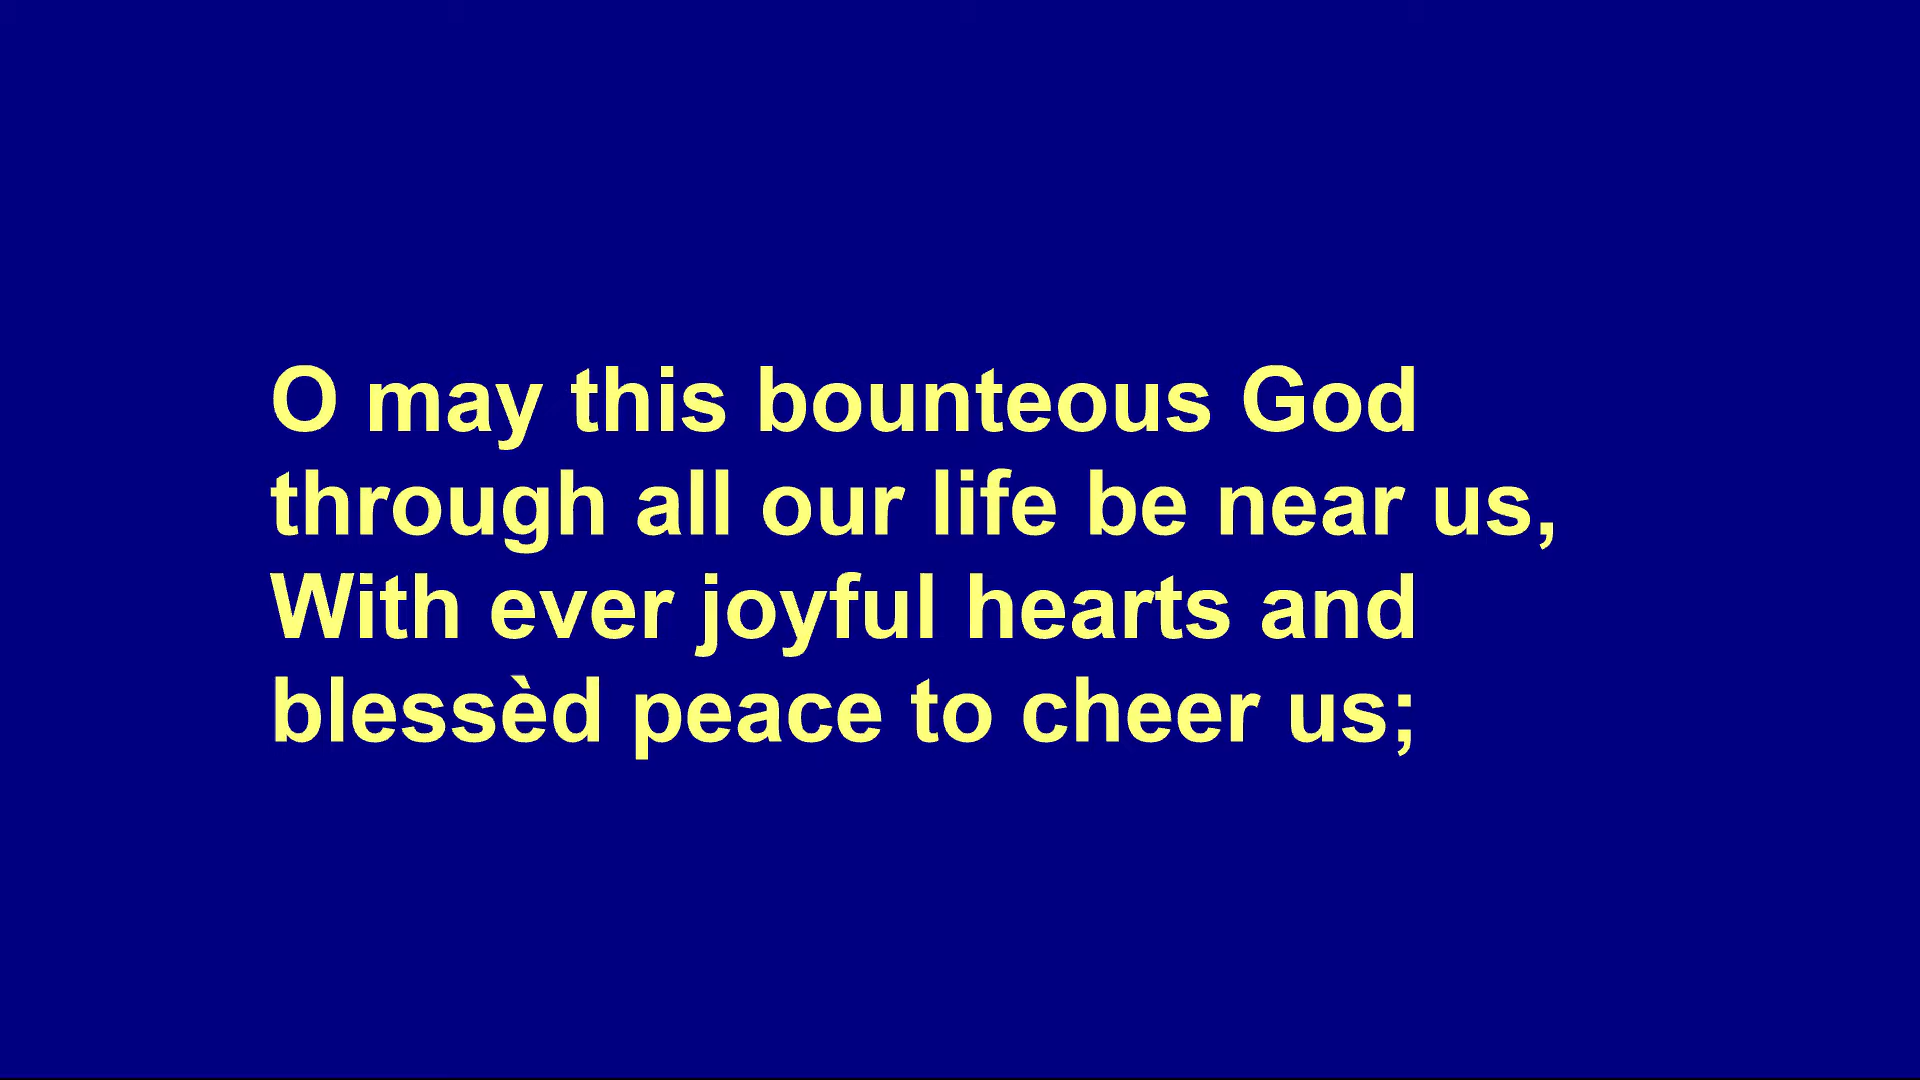 O may this bounteous God
through all our life be near us,
With ever joyful hearts and
blessèd peace to cheer us;